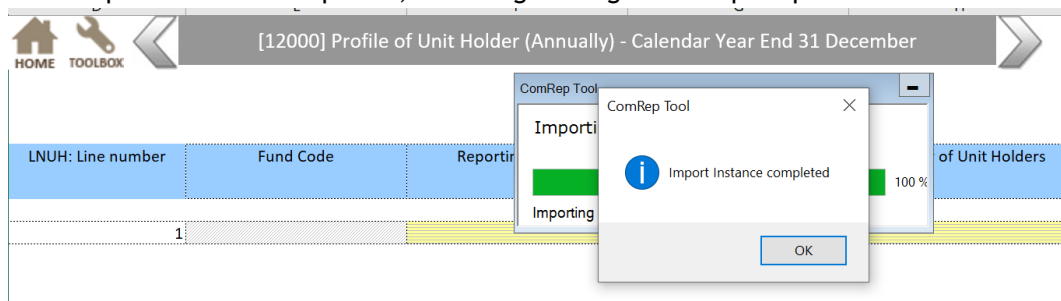 [12000] Profile of Unit Holder (Annually) - Calendar Year End 31 December
HOME TOOLBOX
ComRep Tool
ComRep Tool
Importi
LNUH: Line number Fund Code Reportin of Unit Holders
Import Instance completed
100 %
Importing
1
OK